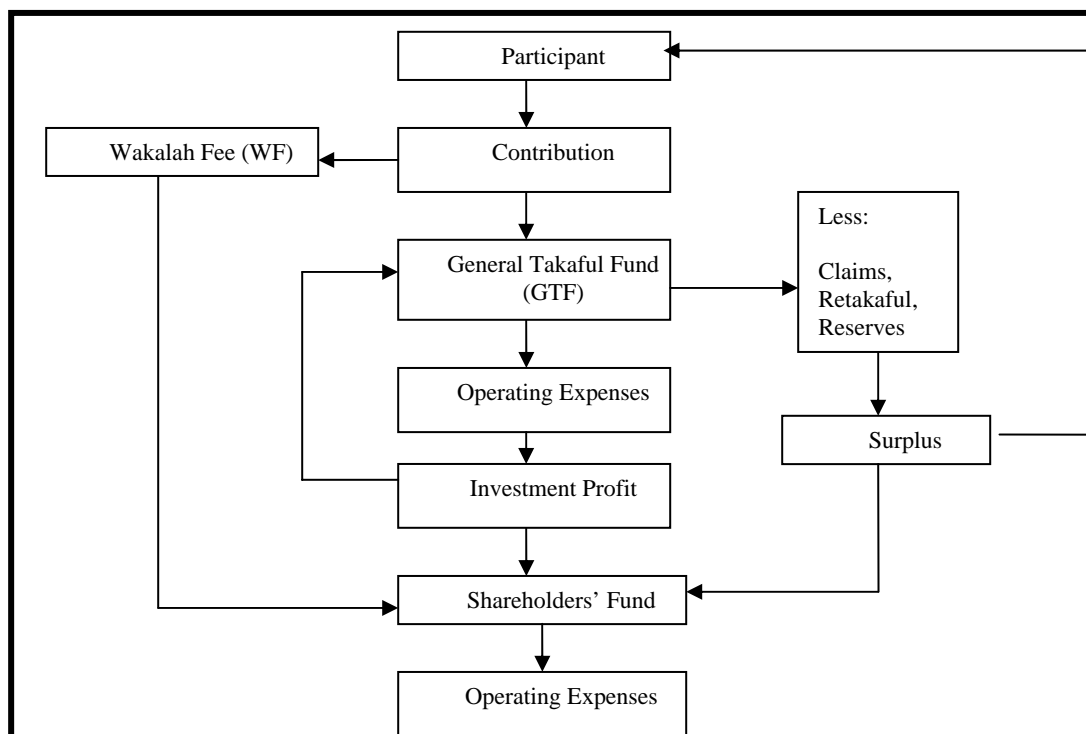 Participant
Wakalah Fee (WF)
Contribution
Less:
Claims,
Retakaful,
Reserves
General Takaful Fund
(GTF)
Operating Expenses
Surplus
Investment Profit
Shareholders’ Fund
Operating Expenses